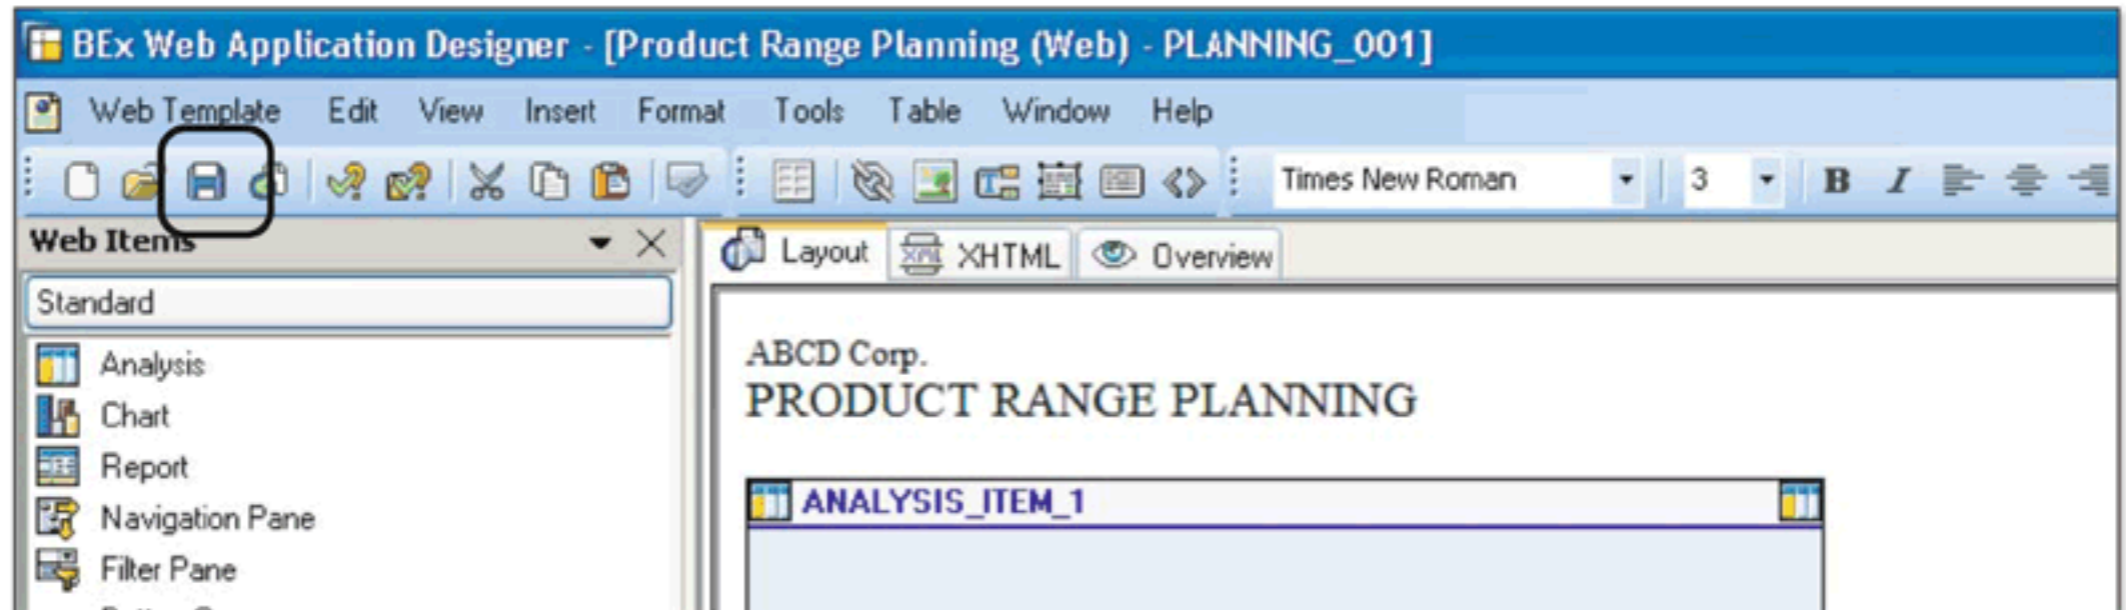 BEx Web Application Designer - [Product Range Planning (Web) - PLANNING_001]
Web Template Edit View Insert Format Tools Table Window Help
Times New Roman 3 B I
Web Items
Layout XHTML Overview
Standard
ABCD Corp.
PRODUCT RANGE PLANNING
Analysis
Chart
Report
Navigation Pane
Filter Pane
ANALYSIS_ITEM_1